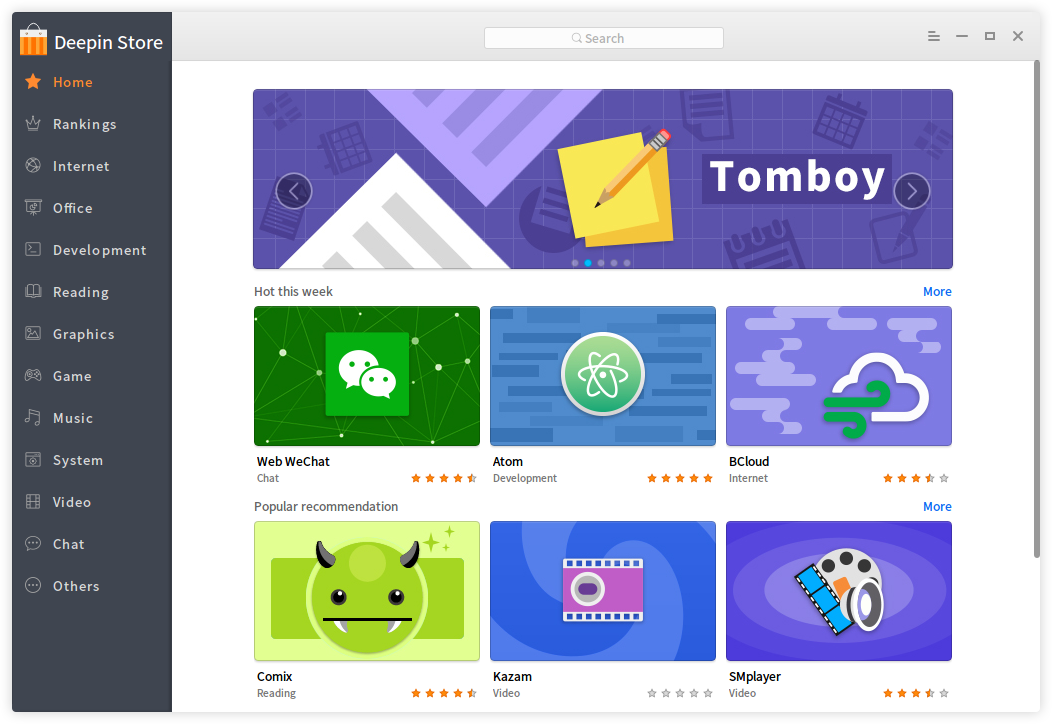 Deepin Store
Search
Home
Rankings
Internet
Office
Development
Reading
Graphics
Game
Music
System
Video
Chat
Others
Tomboy
Hot this week More
Web WeChat
Chat
Atom
Development
BCloud
Internet
Popular recommendation More
Comix
Reading
Kazam
Video
SMplayer
Video